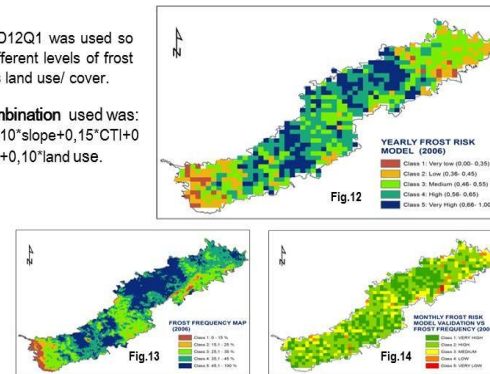 D12Q1 was used so
fferent levels of frost
s land use/ cover.
mbination used was:
10*slope+0,15*CTI+0
+0,10*land use.
N
YEARLY FROST RISK
MODEL (2006)
Class 1: Very low (0,00- 0,35)
Class 2: Low (0,36- 0,45)
Class 3: Medium (0,46- 0,55)
Class 4: High (0,56- 0,65)
Class 5: Very High (0,66- 1,00)
Fig.12
N
FROST FREQUENCY MAP
(2006)
Class 1: 0 - 15 %
Class 2: 15,1 - 25 %
Class 3: 25,1 - 35 %
Class 4: 35,1 - 45 %
Class 5: 45,1 - 100 %
Fig.13
N
MONTHLY FROST RISK
MODEL VALIDATION VS
FROST FREQUENCY (2006)
Class 1: VERY HIGH
Class 2: HIGH
Class 3: MEDIUM
Class 4: LOW
Class 5: VERY LOW
Fig.14